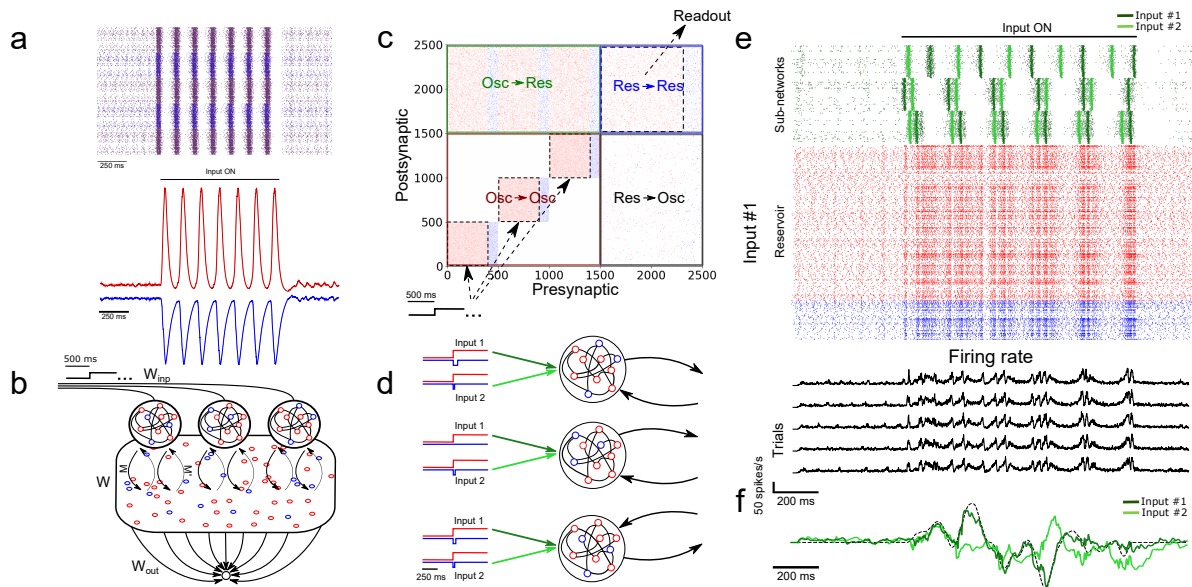 a
250 ms
Input ON
250 ms
500 ms
b
W inp
W
W
W'
W out
c
Readout
2500
2000
1500
1000
500
0
Postsynaptic
Osc→Res
Res→Res
Osc→Osc
Res→Osc
0
500
1000
1500
2000
2500
Presynaptic
500 ms
d
Input 1
Input 2
Input 1
Input 2
Input 1
Input 2
250 ms
e
Input #1
Input #2
Input ON
Sub-networks
Reservoir
Input #1
Firing rate
Trials
50 spikes/s
200 ms
f
Input #1
Input #2
200 ms